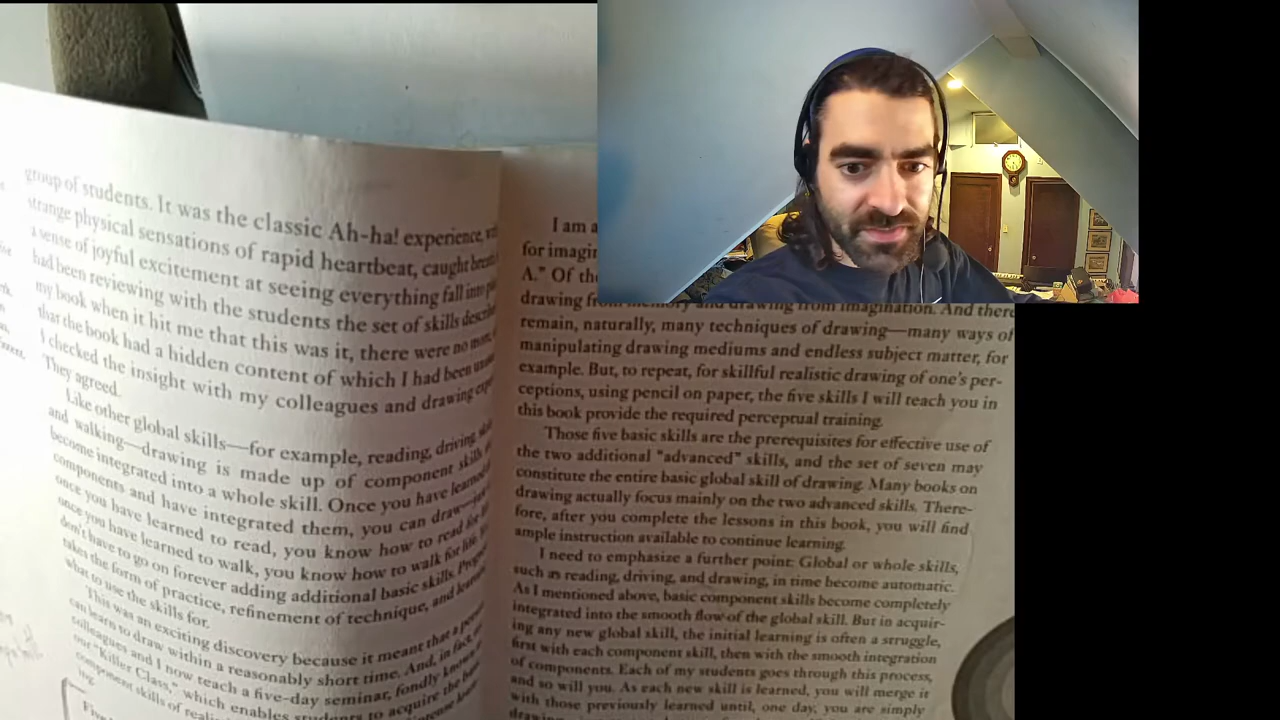 group of students. It was the classic Ah-ha! experience,
strange physical sensations of rapid heartbeat, caught
a sense of joyful excitement at seeing everything fall into
had been reviewing with the students the set of skills
my book when it hit me that this was it, there were no
that the book had a hidden content of which I had been
I checked the insight with my colleagues and drawing
They agreed.
Like other global skills—for example, reading, driving,
and walking—drawing is made up of component skills
become integrated into a whole skill. Once you have learned
components and have integrated them, you can draw—
once you have learned to read, you know how to read for
once you have learned to walk, you know how to walk for life.
don't have to go on forever adding additional basic skills.
takes the form of practice, refinement of technique, and
what to use the skills for.
This was an exciting discovery because it meant that a
can learn to draw within a reasonably short time. And, in fact,
colleagues and I now teach a five-day seminar, fondly known
our "Killer Class," which enables students to acquire the
component skills of
I am a
for imagin
A." Of the
drawing from memory and drawing from imagination. And there
remain, naturally, many techniques of drawing—many ways of
manipulating drawing mediums and endless subject matter, for
example. But, to repeat, for skillful realistic drawing of one's per-
ceptions, using pencil on paper, the five skills I will teach you in
this book provide the required perceptual training.
Those five basic skills are the prerequisites for effective use of
the two additional "advanced" skills, and the set of seven may
constitute the entire basic global skill of drawing. Many books on
drawing actually focus mainly on the two advanced skills. There-
fore, after you complete the lessons in this book, you will find
ample instruction available to continue learning.
I need to emphasize a further point: Global or whole skills,
such as reading, driving, and drawing, in time become automatic.
As I mentioned above, basic component skills become completely
integrated into the smooth flow of the global skill. But in acquir-
ing any new global skill, the initial learning is often a struggle,
first with each component skill, then with the smooth integration
of components. Each of my students goes through this process,
and so will you. As each new skill is learned, you will merge it
with those previously learned until, one day, you are simply